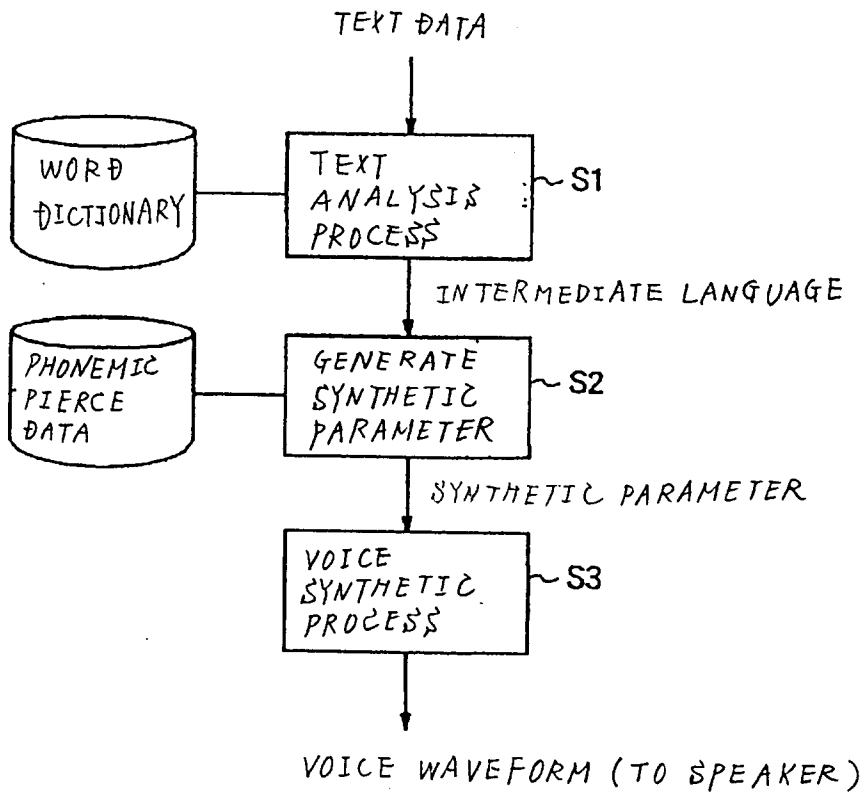 TEXT DATA
WORD
DICTIONARY
TEXT
ANALYSIS
PROCESS
S1
INTERMEDIATE LANGUAGE
PHONEMIC
PIERCE
DATA
GENERATE
SYNTHETIC
PARAMETER
S2
SYNTHETIC PARAMETER
VOICE
SYNTHETIC
PROCESS
S3
VOICE WAVEFORM (TO SPEAKER)